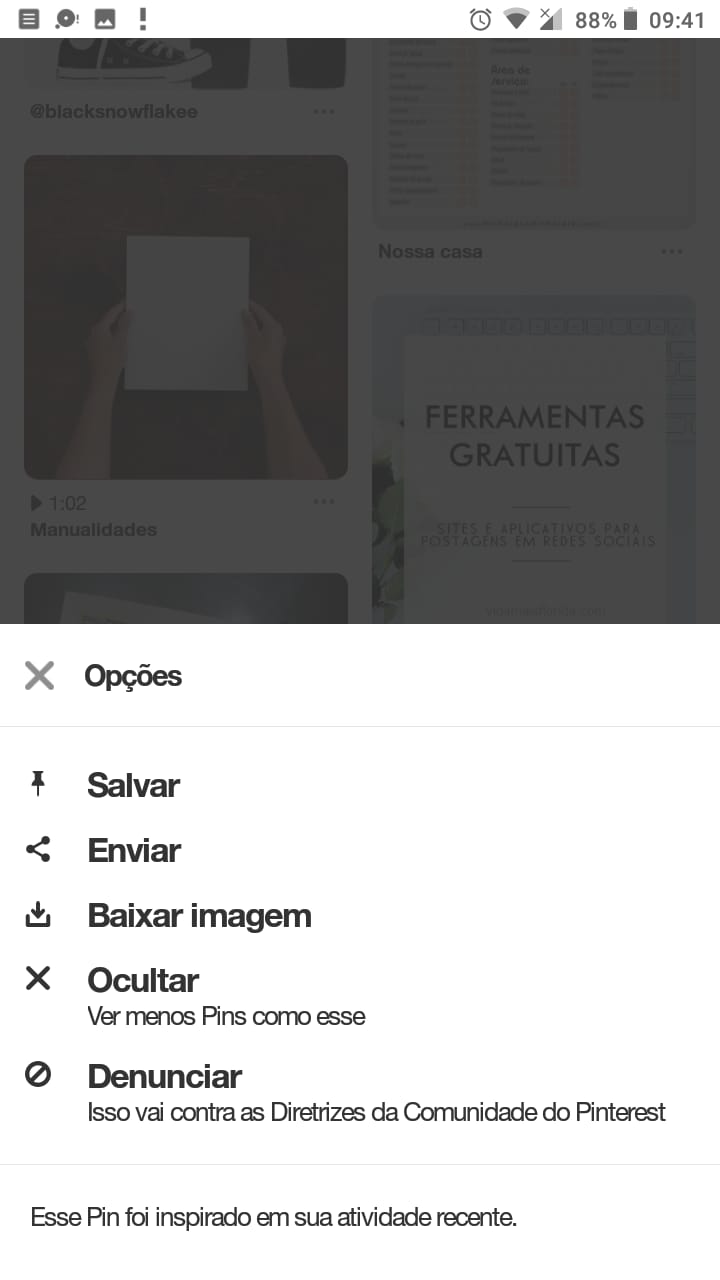 88% 09:41
@blacksnowflakee
Área de
Nossa casa
1:02
Manualidades
FERRAMENTAS
GRATUITAS
SITES E APLICATIVOS PARA
POSTAGENS EM REDES SOCIAIS
vidamaisflorida.com
Opções
Salvar
Enviar
Baixar imagem
Ocultar
Ver menos Pins como esse
Denunciar
Isso vai contra as Diretrizes da Comunidade do Pinterest
Esse Pin foi inspirado em sua atividade recente.